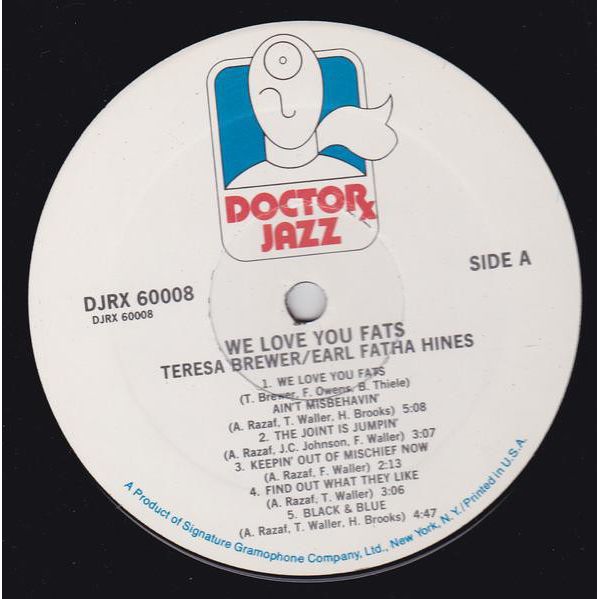 DOCTORx
JAZZ
DJRX 60008
DJRX 60008
SIDE A
WE LOVE YOU FATS
TERESA BREWER/EARL FATHA HINES
1. WE LOVE YOU FATS
(T. Brewer, F. Owens, B. Thiele)
AIN'T MISBEHAVIN'
(A. Razaf, T. Waller, H. Brooks) 5:08
2. THE JOINT IS JUMPIN'
(A. Razaf, J.C. Johnson, F. Waller) 3:07
3. KEEPIN' OUT OF MISCHIEF NOW
(A. Razaf, F. Waller) 2:13
4. FIND OUT WHAT THEY LIKE
(A. Razaf, T. Waller) 3:06
5. BLACK & BLUE
(A. Razaf, T. Waller, H. Brooks) 4:47
A Product of Signature Gramophone Company, Ltd., New York, N.Y./Printed in U.S.A.